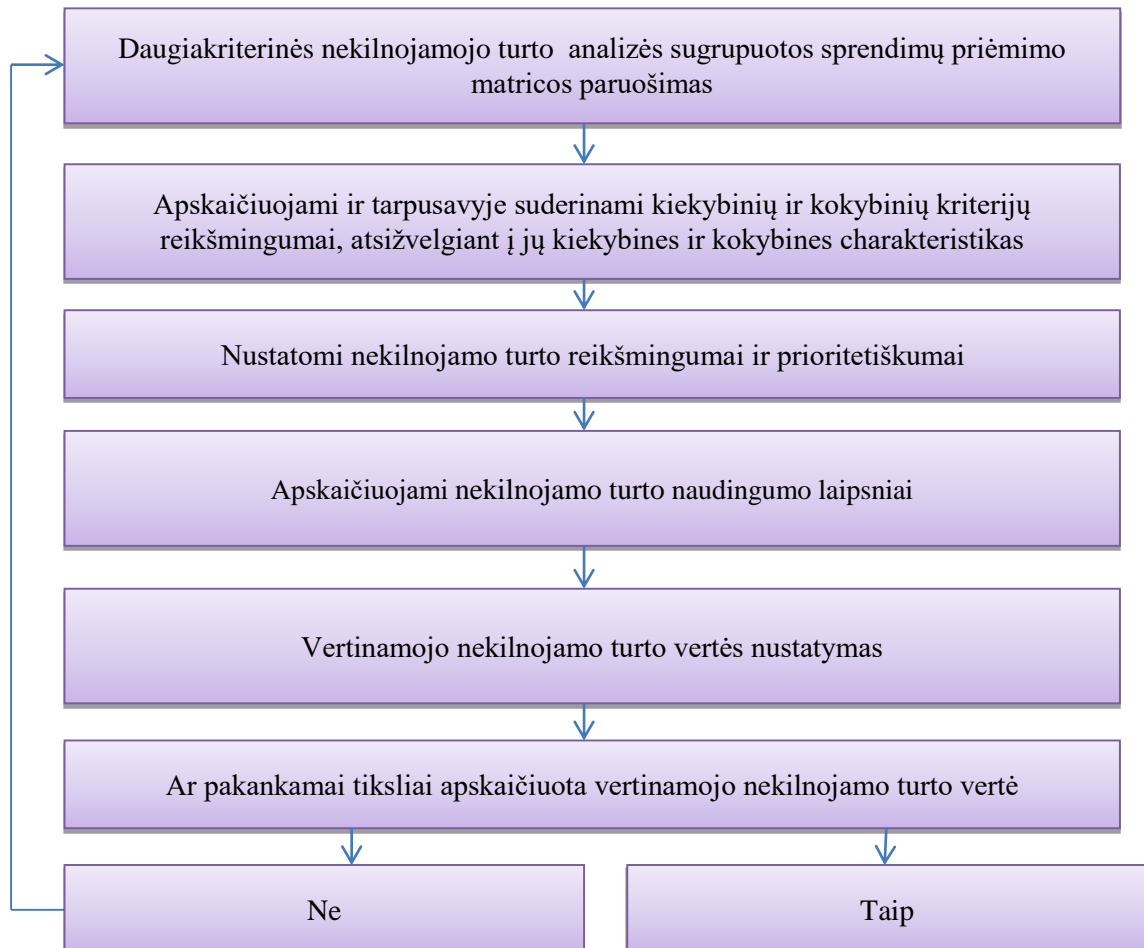 Daugiakriterinės nekilnojamojo turto analizės sugrupuotos sprendimų priėmimo
matricos paruošimas
Apskaičiuojami ir tarpusavyje suderinami kiekybinių ir kokybinių kriterijų
reikšmingumai, atsižvelgiant į jų kiekybines ir kokybines charakteristikas
Nustatomi nekilnojamo turto reikšmingumai ir prioritetiškumai
Apskaičiuojami nekilnojamo turto naudingumo laipsniai
Vertinamojo nekilnojamo turto vertės nustatymas
Ar pakankamai tiksliai apskaičiuota vertinamojo nekilnojamo turto vertė
Ne
Taip